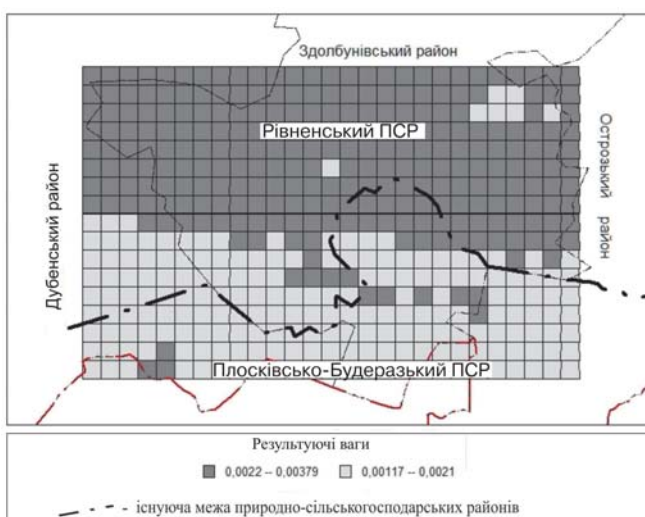 Здолбунівський район
Рівненський ПСР
Острозький район
Дубенський район
Плосківсько-Будеразький ПСР
Результуючі ваги
0,0022 -- 0,00379
0,00117 -- 0,0021
існуюча межа природно-сільськогосподарських районів